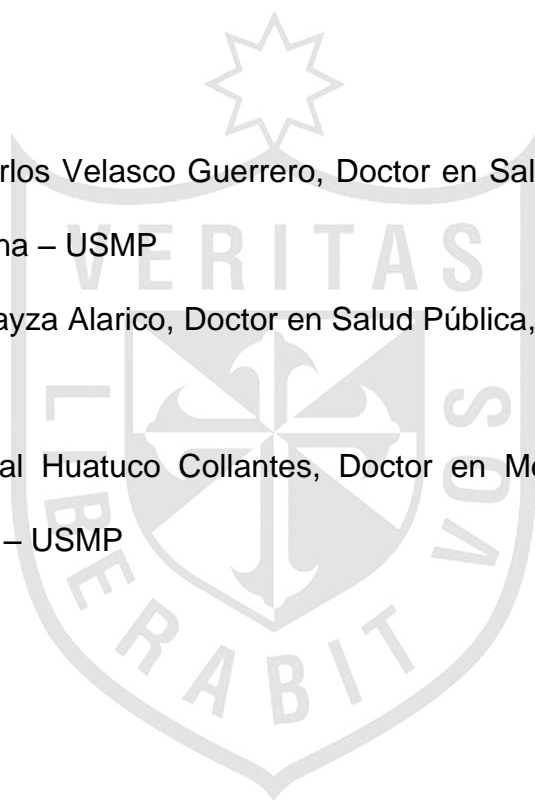 rlos Velasco Guerrero, Doctor en Sal
na – USMP
VERITAS
ayza Alarico, Doctor en Salud Pública,
LIBERABIT VOS
al Huatuco Collantes, Doctor en Me
– USMP